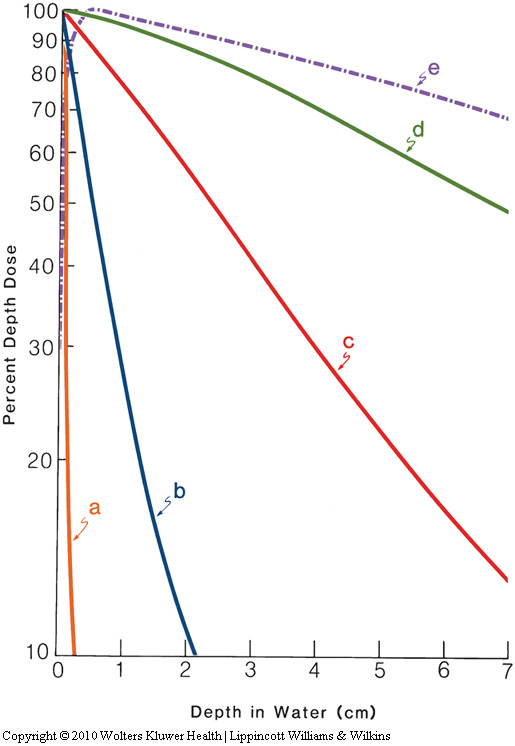 100
90
80
70
60
50
40
30
20
10
Percent Depth Dose
a
b
c
d
e
0 1 2 3 4 5 6 7
Depth in Water (cm)
Copyright © 2010 Wolters Kluwer Health | Lippincott Williams & Wilkins